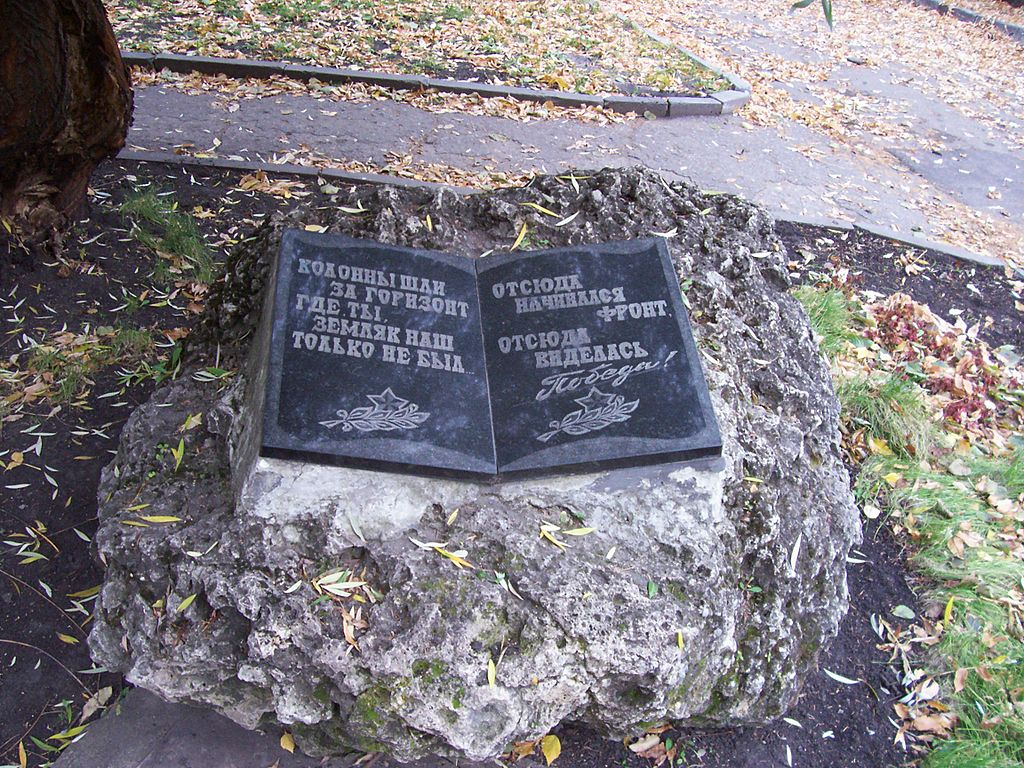 КОЛОННЫ ШЛИ
ЗА ГОРИЗОНТ
ГДЕ ТЫ
ЗЕМЛЯК НАШ
ТОЛЬКО НЕ БЫЛ...
ОТСЮДА
НАЧИНАЛСЯ
ФРОНТ.
ОТСЮДА
ВИДЕЛАСЬ
Победа!